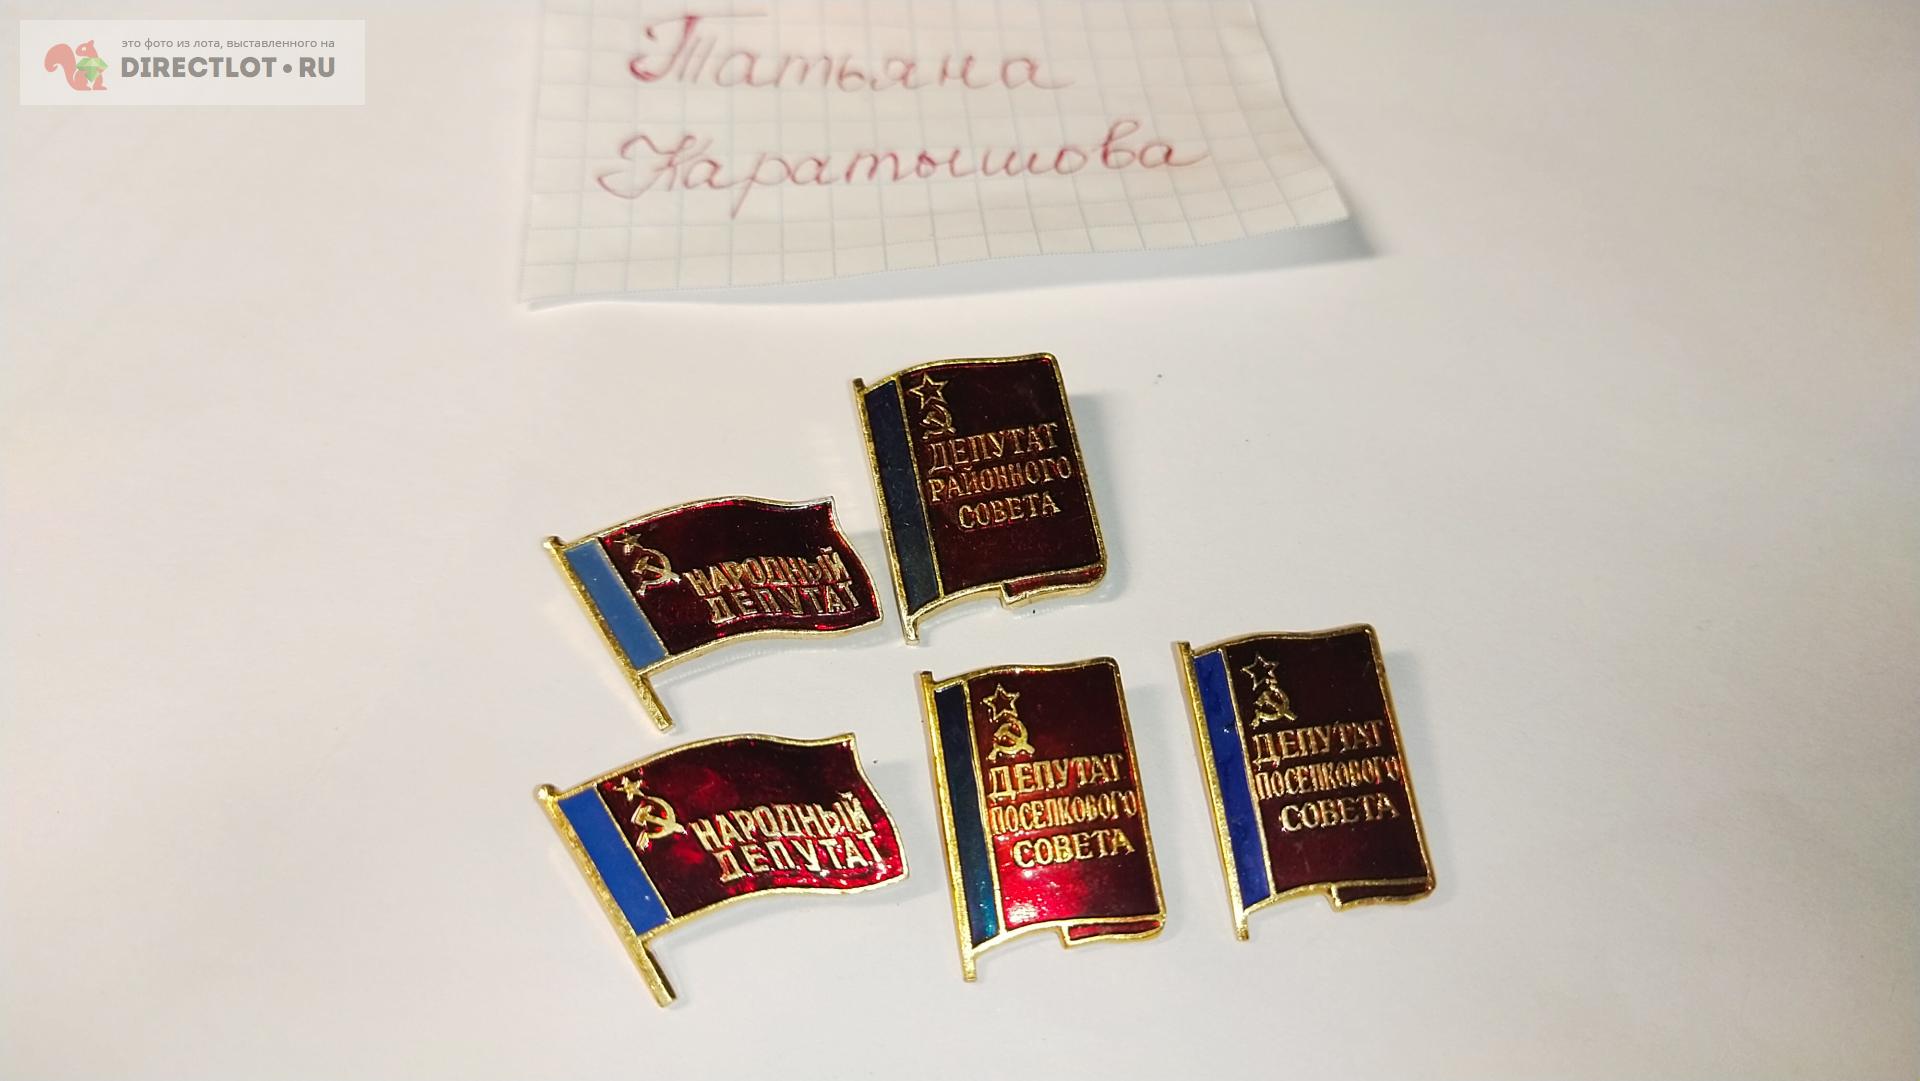 это фото из лота, выставленного на
DIRECTLOT•RU
Татьяна
Каратышова
ДЕПУТАТ
РАЙОННОГО
СОВЕТА
НАРОДНЫЙ
ДЕПУТАТ
НАРОДНЫЙ
ДЕПУТАТ
ДЕПУТАТ
ПОСЕЛКОВОГО
СОВЕТА
ДЕПУТАТ
ПОСЕЛКОВОГО
СОВЕТА